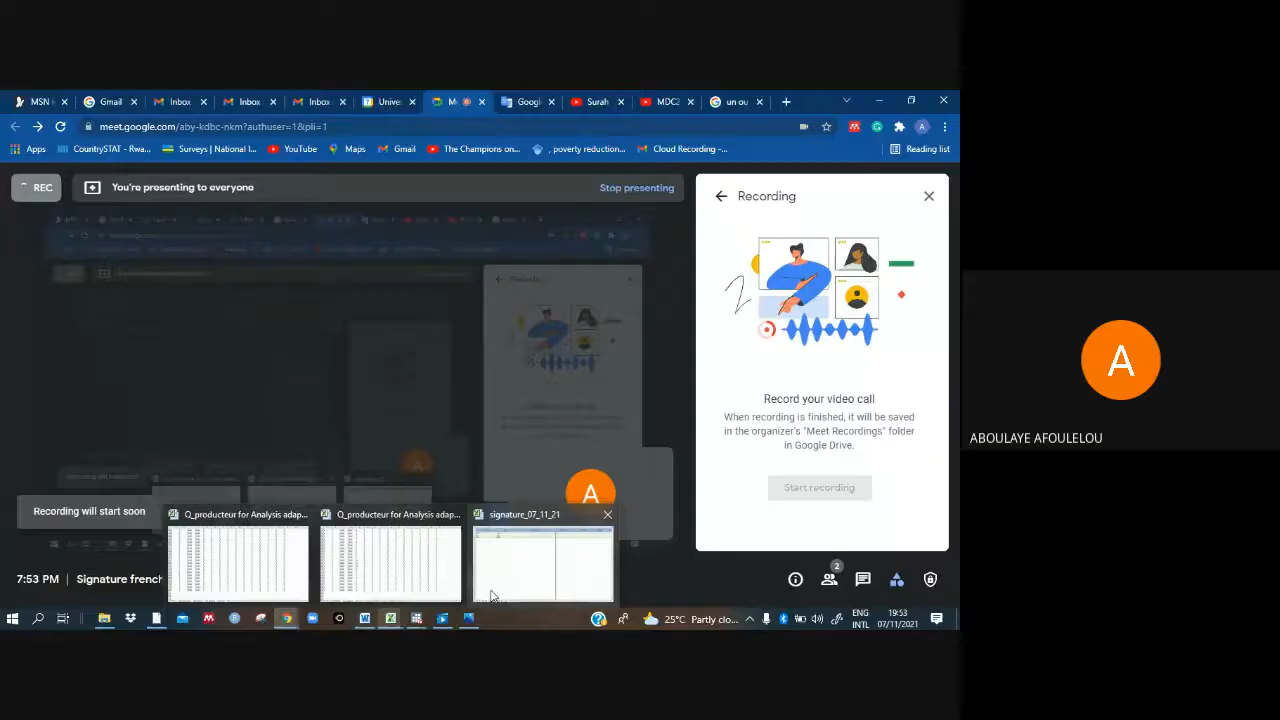 MSN
Gmail
Inbox
Inbox
Inbox
Unive
Googl
Surah
MDC2
un ou
meet.google.com/aby-kdbc-nkm?authuser=1&pli=1
Apps
CountrySTAT - Rwa...
Surveys | National I...
YouTube
Maps
Gmail
The Champions on...
, poverty reduction...
Cloud Recording –...
Reading list
REC
You're presenting to everyone
Stop presenting
Recording
Record your video call
When recording is finished, it will be saved
in the organizer's "Meet Recordings" folder
in Google Drive.
Start recording
A
ABOULAYE AFOULELOU
A
Recording will start soon
Q_producteur for Analysis adap...
Q_producteur for Analysis adap...
signature_07_11_21
7:53 PM | Signature french
2
25°C Partly clo...
ENG
INTL
19:53
07/11/2021